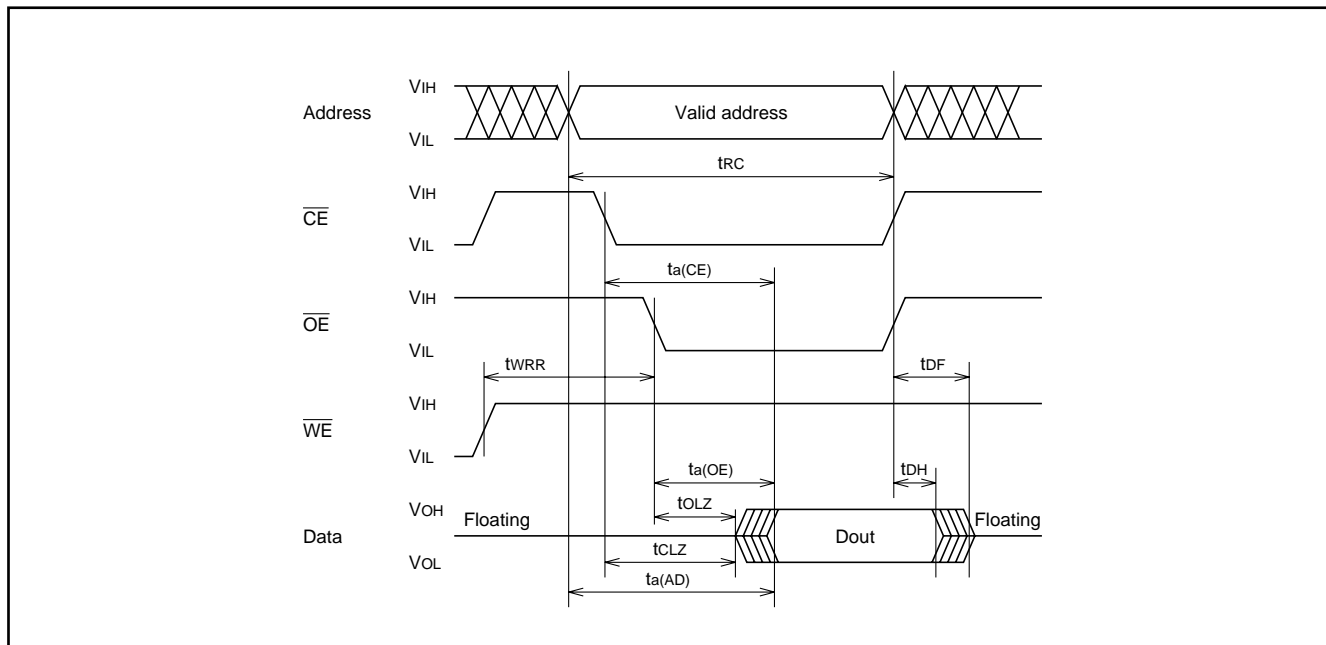 VIH
Address
Valid address
VIL
tRC
VIH
CE
VIL
ta(CE)
VIH
OE
VIL
tWRR
tDF
VIH
WE
VIL
ta(OE)
tDH
tOLZ
VOH
Floating
Floating
Data
Dout
tCLZ
VOL
ta(AD)